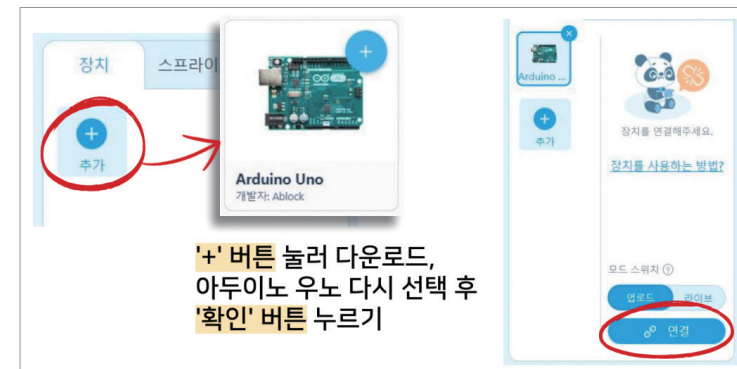 장치
스프라이
추가
Arduino Uno
개발자: Ablock
'+' 버튼 눌러 다운로드,
아두이노 우노 다시 선택 후
'확인' 버튼 누르기
Arduino ...
추가
장치를 연결해주세요.
장치를 사용하는 방법?
모드 스위치
업로드
라이브
연결